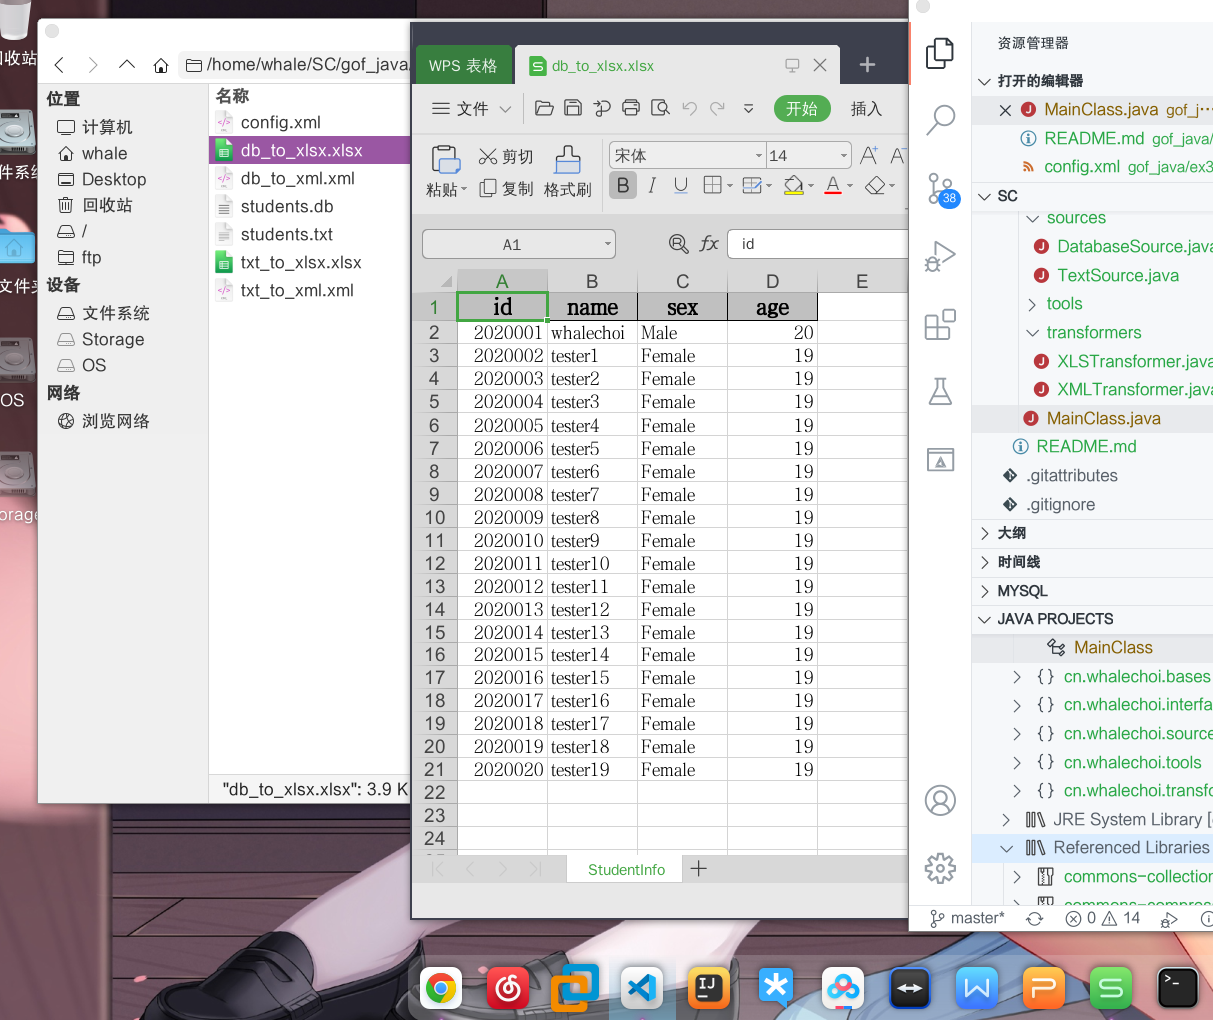 回收站
件系统
文件夹
OS
orage
/home/whale/SC/gof_java/
位置
计算机
whale
Desktop
回收站
/
ftp
设备
文件系统
Storage
OS
网络
浏览网络
名称
config.xml
db_to_xlsx.xlsx
db_to_xml.xml
students.db
students.txt
txt_to_xlsx.xlsx
txt_to_xml.xml
"db_to_xlsx.xlsx": 3.9 K
WPS 表格
S db_to_xlsx.xlsx
文件
开始 插入
粘贴 剪切 复制 格式刷
宋体 14 A+ A-
B I U A
A1 fx id
A B C D E
1 id name sex age
2 2020001 whalechoi Male 20
3 2020002 tester1 Female 19
4 2020003 tester2 Female 19
5 2020004 tester3 Female 19
6 2020005 tester4 Female 19
7 2020006 tester5 Female 19
8 2020007 tester6 Female 19
9 2020008 tester7 Female 19
10 2020009 tester8 Female 19
11 2020010 tester9 Female 19
12 2020011 tester10 Female 19
13 2020012 tester11 Female 19
14 2020013 tester12 Female 19
15 2020014 tester13 Female 19
16 2020015 tester14 Female 19
17 2020016 tester15 Female 19
18 2020017 tester16 Female 19
19 2020018 tester17 Female 19
20 2020019 tester18 Female 19
21 2020020 tester19 Female 19
22
23
24
StudentInfo
38
资源管理器
打开的编辑器
J MainClass.java gof_j···
README.md gof_java/
config.xml gof_java/ex3
SC
sources
J DatabaseSource.java
J TextSource.java
tools
transformers
J XLSTransformer.java
J XMLTransformer.java
J MainClass.java
README.md
.gitattributes
.gitignore
大纲
时间线
MYSQL
JAVA PROJECTS
MainClass
{} cn.whalechoi.bases
{} cn.whalechoi.interfa
{} cn.whalechoi.source
{} cn.whalechoi.tools
{} cn.whalechoi.transfo
JRE System Library [
Referenced Libraries
commons-collection
commons-compres
master* 0 14
IJ W P S >_